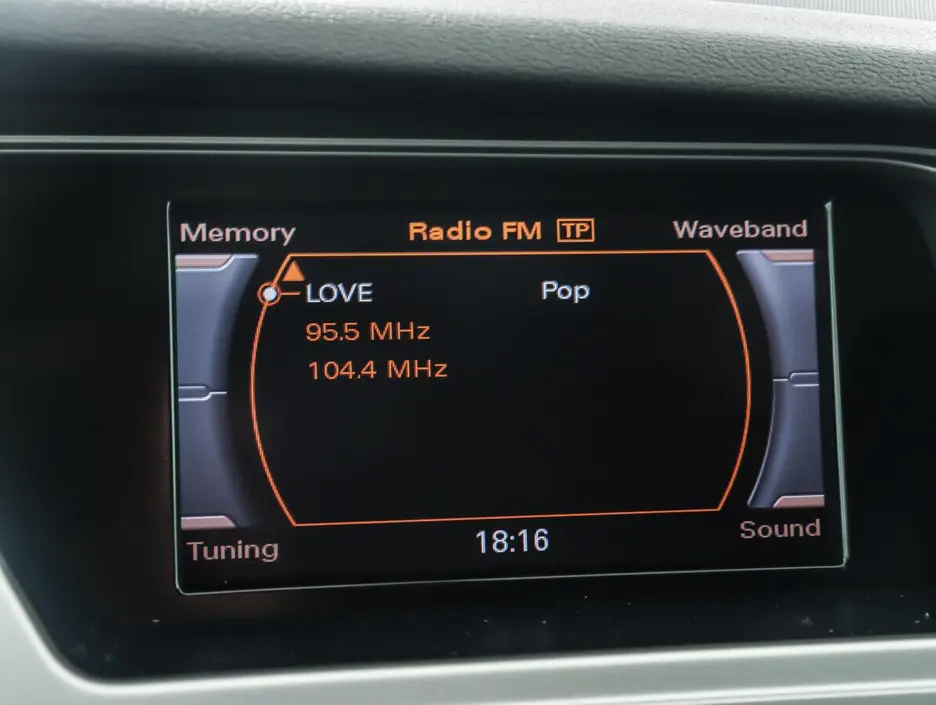 Memory Radio FM TP Waveband
LOVE Pop
95.5 MHz
104.4 MHz
Tuning 18:16 Sound